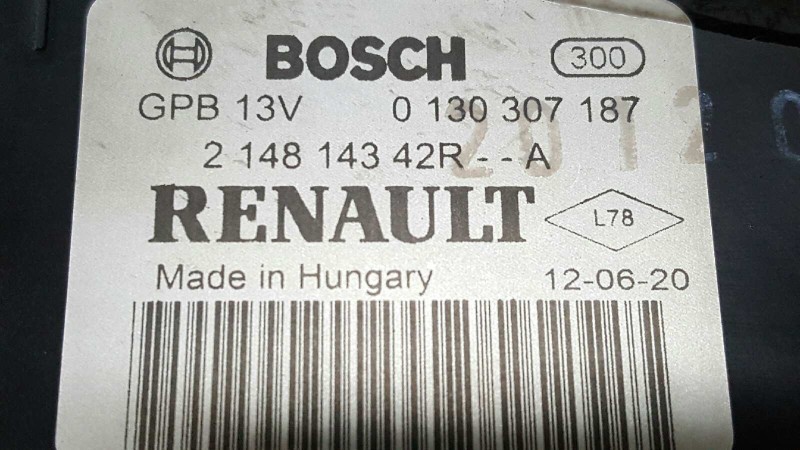 BOSCH 300
GPB 13V 0 130 307 187
2 148 143 42R - - A
RENAULT L78
Made in Hungary 12-06-20